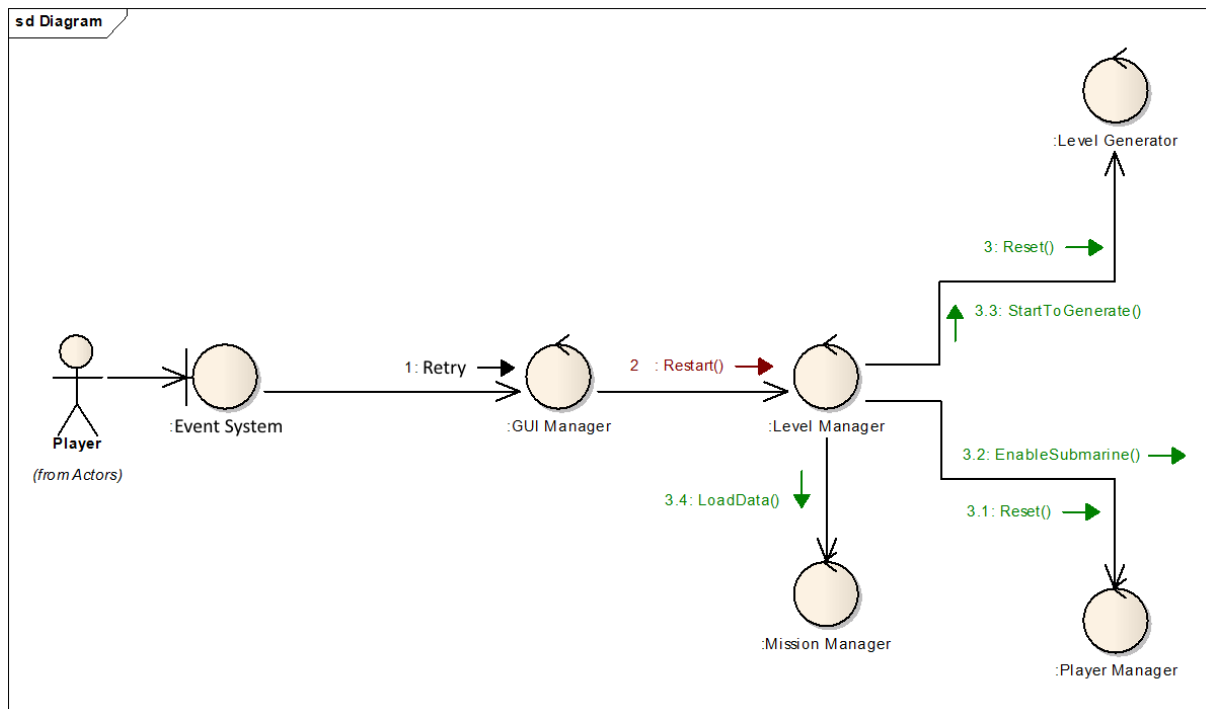 sd Diagram
:Level Generator
3: Reset()
3.3: StartToGenerate()
1: Retry
2 : Restart()
:Event System
:GUI Manager
:Level Manager
Player
(from Actors)
3.2: EnableSubmarine()
3.4: LoadData()
3.1: Reset()
:Mission Manager
:Player Manager